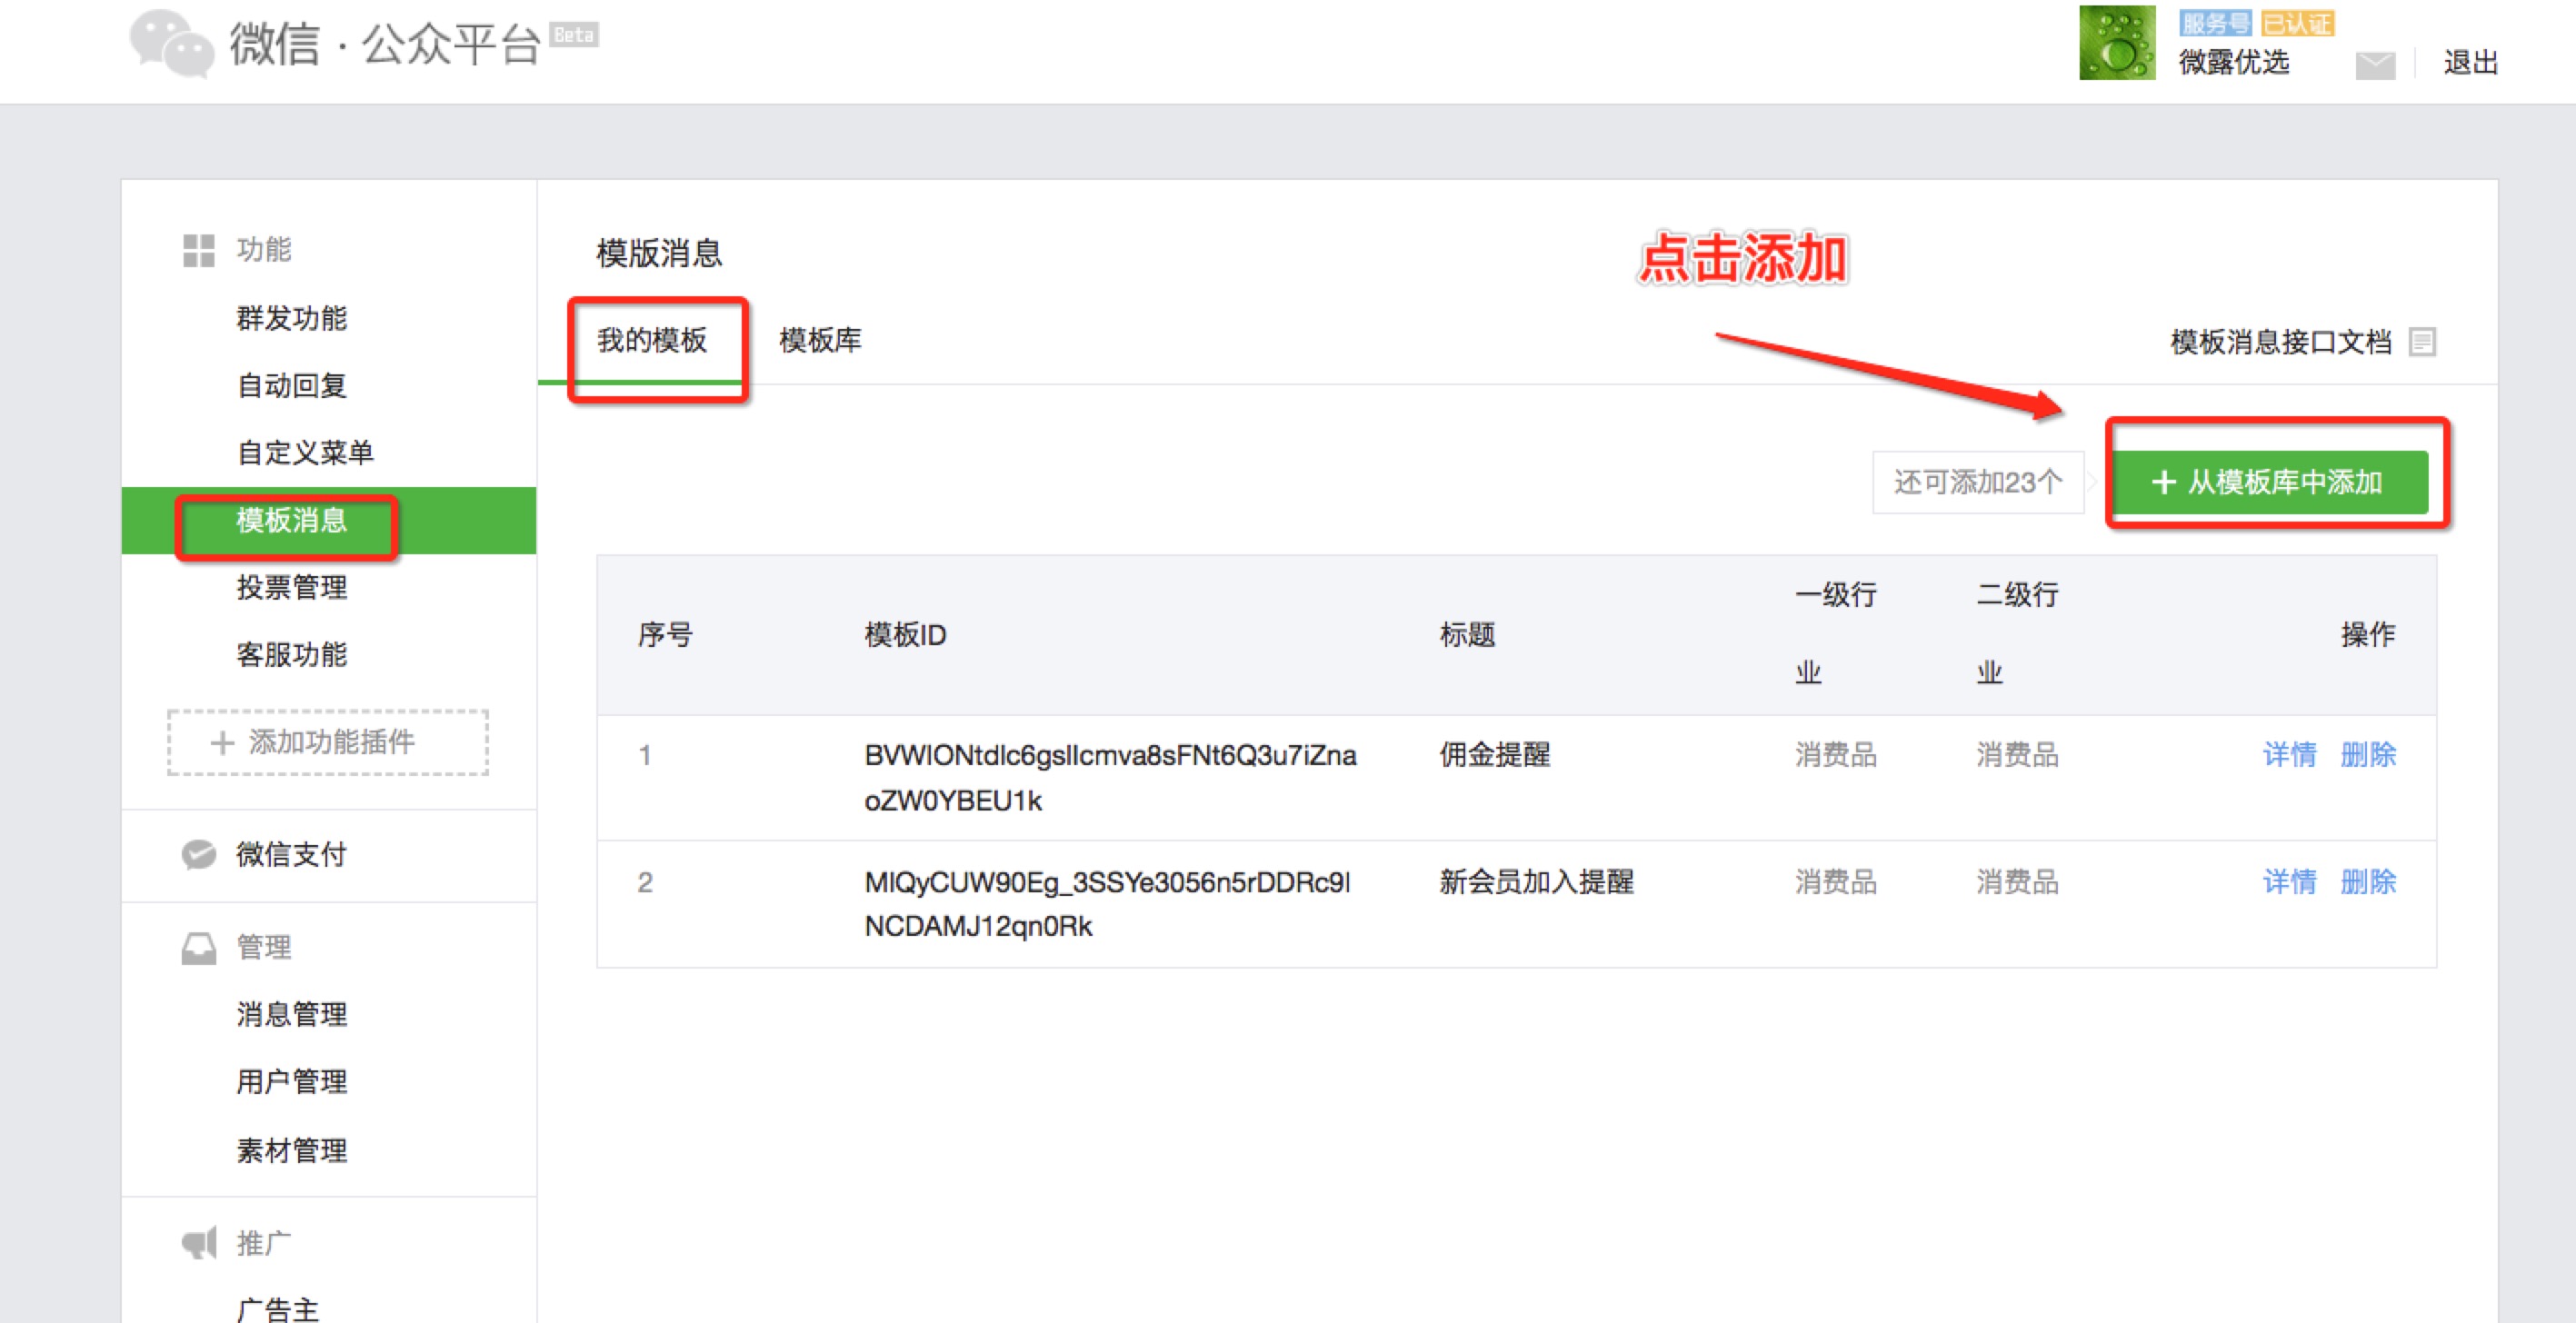 微信·公众平台 Beta
服务号 已认证
微露优选
退出
功能
群发功能
自动回复
自定义菜单
模板消息
投票管理
客服功能
+ 添加功能插件
微信支付
管理
消息管理
用户管理
素材管理
推广
广告主
模版消息
点击添加
我的模板 模板库
模板消息接口文档
还可添加23个
+ 从模板库中添加
序号 模板ID 标题 一级行业 二级行业 操作
1 BVWlONtdlc6gsllcmva8sFNt6Q3u7iZna 佣金提醒 消费品 消费品 详情 删除
oZW0YBEU1k
2 MlQyCUW90Eg_3SSYe3056n5rDDRc9l 新会员加入提醒 消费品 消费品 详情 删除
NCDAMJ12qn0Rk